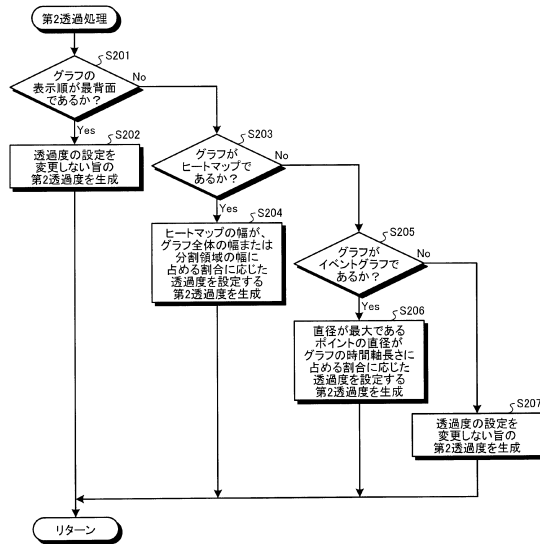 第2透過処理
S201
グラフの
表示順が最背面
であるか？
No
Yes
S202
透過度の設定を
変更しない旨の
第2透過度を生成
S203
グラフが
ヒートマップで
あるか？
No
Yes
S204
ヒートマップの幅が、
グラフ全体の幅または
分割領域の幅に
占める割合に応じた
透過度を設定する
第2透過度を生成
S205
グラフが
イベントグラフで
あるか？
No
Yes
S206
直径が最大である
ポイントの直径が
グラフの時間軸長さに
占める割合に応じた
透過度を設定する
第2透過度を生成
S207
透過度の設定を
変更しない旨の
第2透過度を生成
リターン